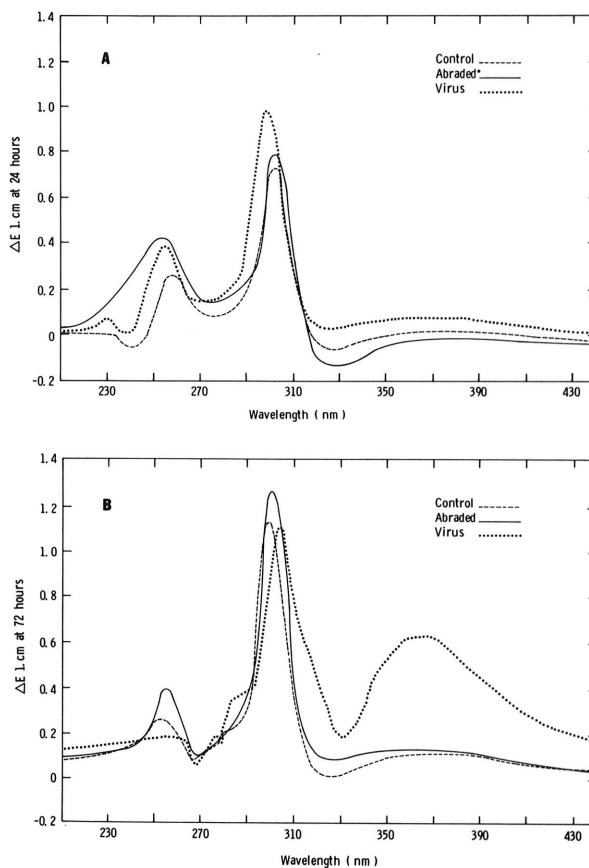 1.4
1.2
1.0
0.8
0.6
0.4
0.2
0
-0.2
△E 1.cm at 24 hours
A
Control
Abraded*
Virus
230 270 310 350 390 430
Wavelength ( nm )
1.4
1.2
1.0
0.8
0.6
0.4
0.2
0
-0.2
△E 1.cm at 72 hours
B
Control
Abraded
Virus
230 270 310 350 390 430
Wavelength ( nm )